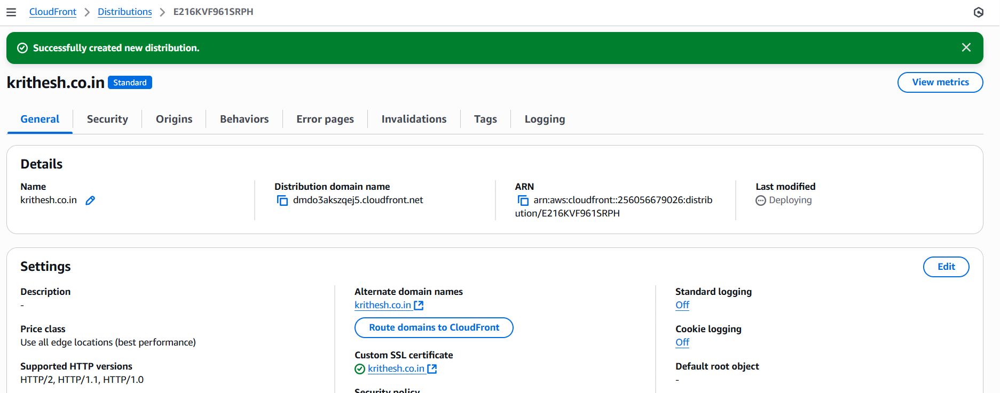 CloudFront > Distributions > E216KVF961SRPH
Successfully created new distribution.
krithesh.co.in Standard
View metrics
General Security Origins Behaviors Error pages Invalidations Tags Logging
Details
Name
krithesh.co.in
Distribution domain name
dmdo3akszqej5.cloudfront.net
ARN
arn:aws:cloudfront::256056679026:distrib
ution/E216KVF961SRPH
Last modified
Deploying
Settings
Edit
Description
-
Price class
Use all edge locations (best performance)
Supported HTTP versions
HTTP/2, HTTP/1.1, HTTP/1.0
Alternate domain names
krithesh.co.in
Route domains to CloudFront
Custom SSL certificate
krithesh.co.in
Security policy
Standard logging
Off
Cookie logging
Off
Default root object
-